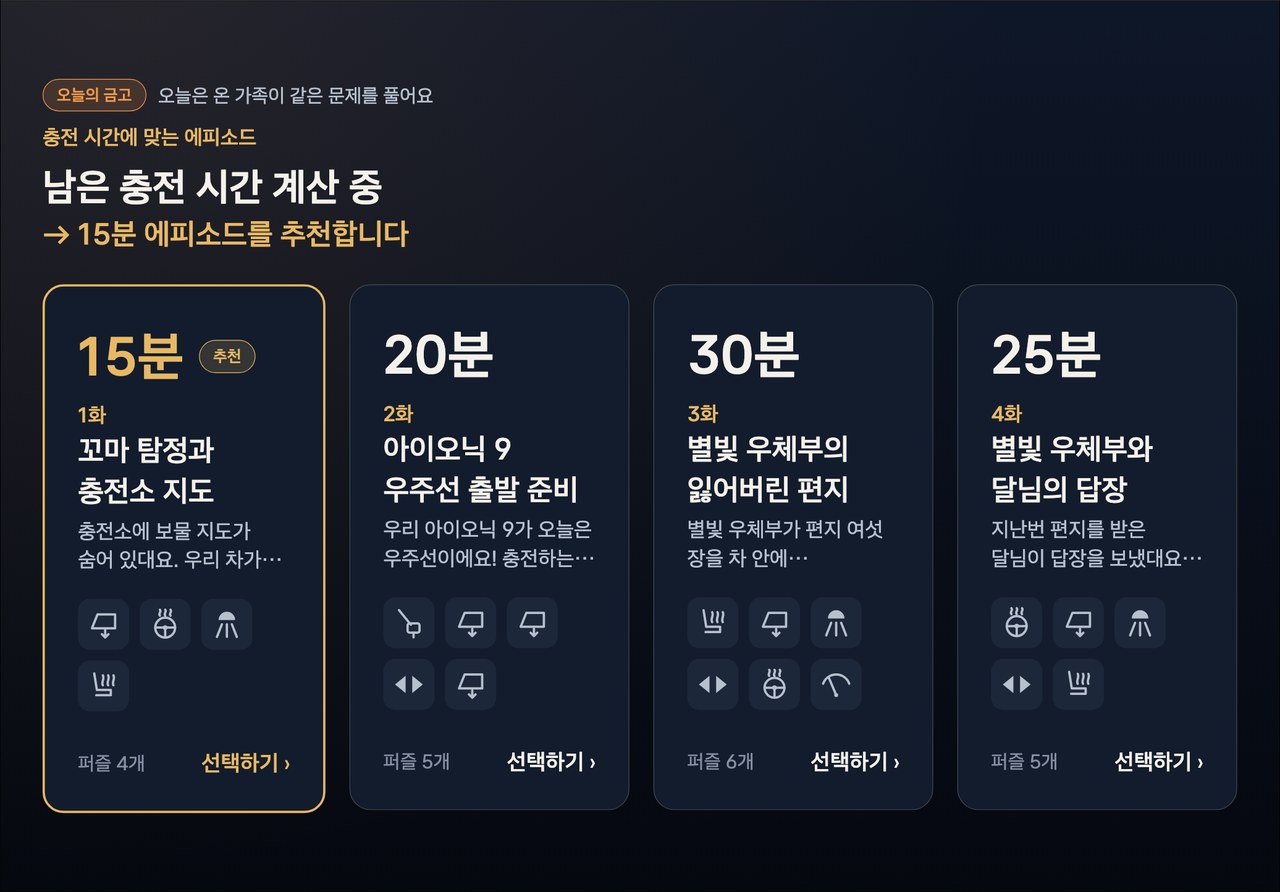 오늘의 금고 오늘은 온 가족이 같은 문제를 풀어요
충전 시간에 맞는 에피소드
남은 충전 시간 계산 중
→ 15분 에피소드를 추천합니다
15분 추천
1화
꼬마 탐정과
충전소 지도
충전소에 보물 지도가
숨어 있대요. 우리 차가…
퍼즐 4개 선택하기 ›
20분
2화
아이오닉 9
우주선 출발 준비
우리 아이오닉 9가 오늘은
우주선이에요! 충전하는…
퍼즐 5개 선택하기 ›
30분
3화
별빛 우체부의
잃어버린 편지
별빛 우체부가 편지 여섯
장을 차 안에…
퍼즐 6개 선택하기 ›
25분
4화
별빛 우체부와
달님의 답장
지난번 편지를 받은
달님이 답장을 보냈대요…
퍼즐 5개 선택하기 ›